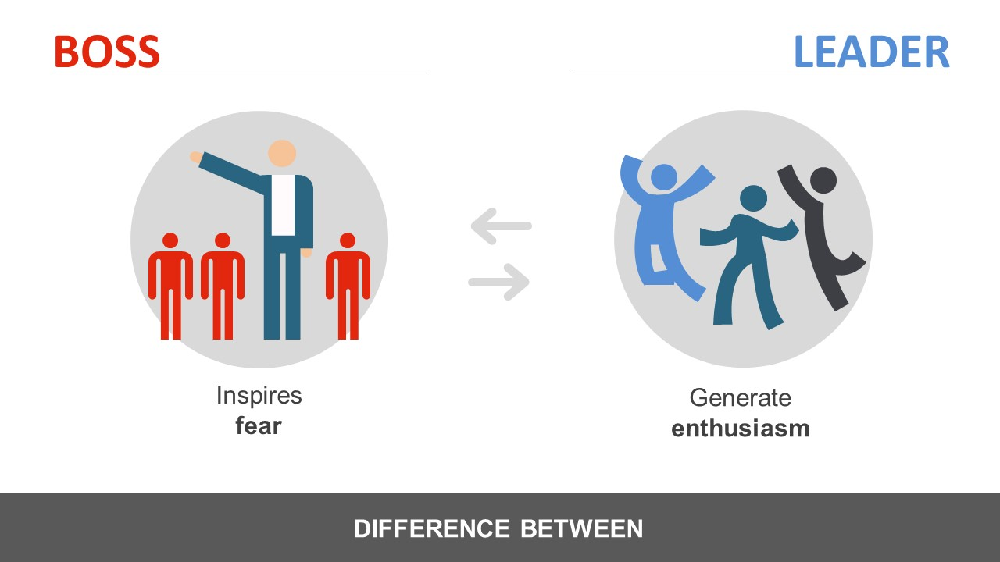 BOSS
LEADER
Inspires
fear
Generate
enthusiasm
DIFFERENCE BETWEEN